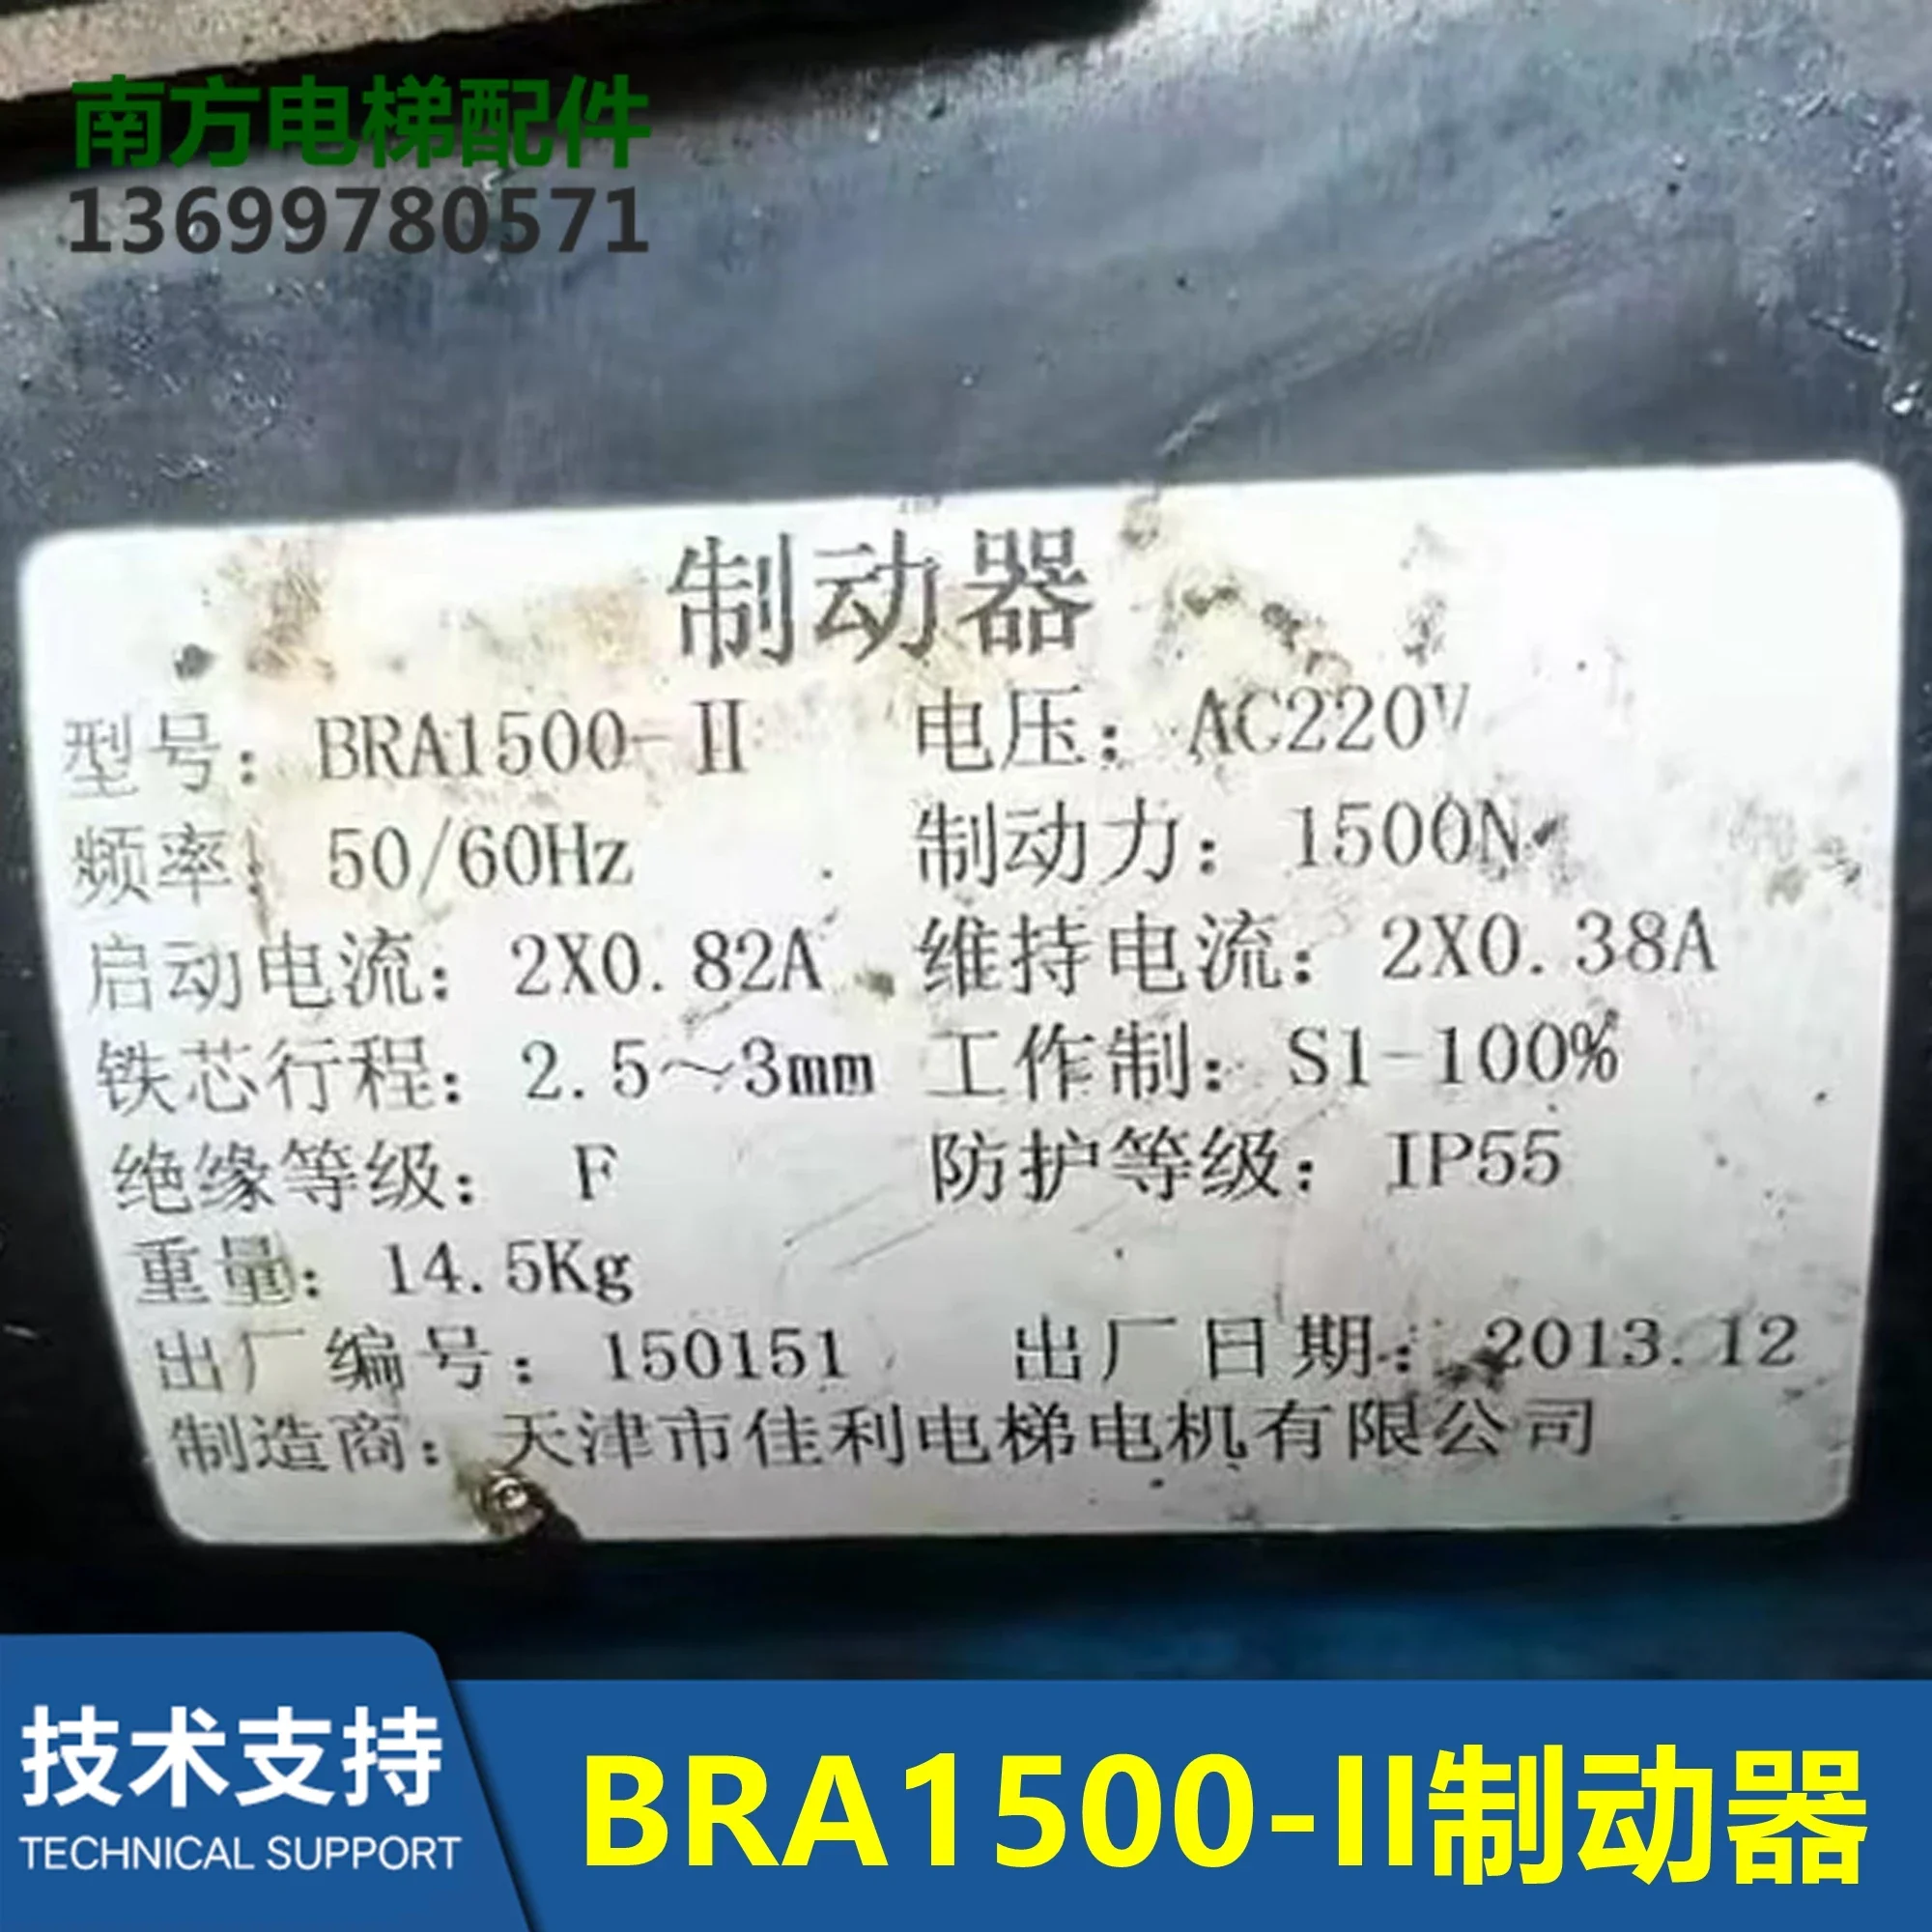 南方电梯配件
13699780571
制动器
型号：BRA1500-Ⅱ 电压：AC220V
频率：50/60Hz 制动力：1500N
启动电流：2X0.82A 维持电流：2X0.38A
铁芯行程：2.5～3mm 工作制：S1-100%
绝缘等级：F 防护等级：IP55
重量：14.5Kg
出厂编号：150151 出厂日期：2013.12
制造商：天津市佳利电梯电机有限公司
技术支持
TECHNICAL SUPPORT
BRA1500-II制动器